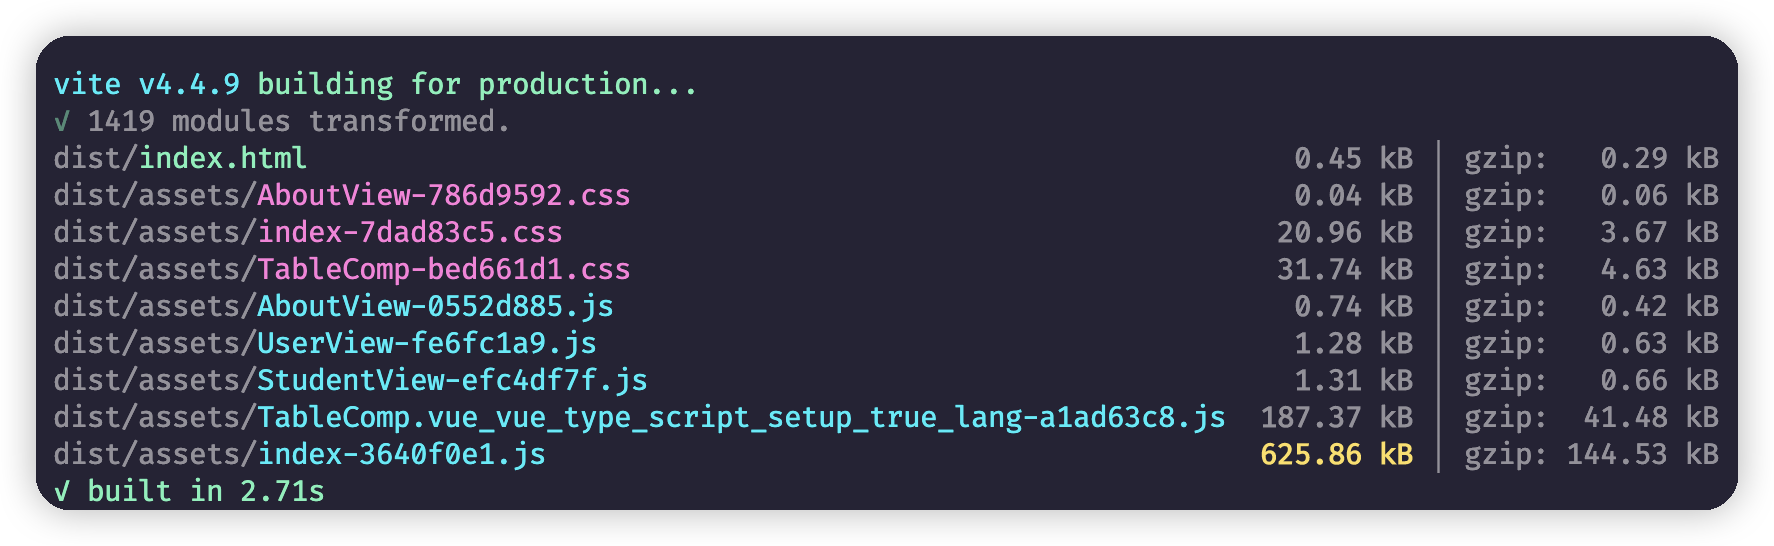 vite v4.4.9 building for production...
√ 1419 modules transformed.
dist/index.html 0.45 kB │ gzip: 0.29 kB
dist/assets/AboutView-786d9592.css 0.04 kB │ gzip: 0.06 kB
dist/assets/index-7dad83c5.css 20.96 kB │ gzip: 3.67 kB
dist/assets/TableComp-bed661d1.css 31.74 kB │ gzip: 4.63 kB
dist/assets/AboutView-0552d885.js 0.74 kB │ gzip: 0.42 kB
dist/assets/UserView-fe6fc1a9.js 1.28 kB │ gzip: 0.63 kB
dist/assets/StudentView-efc4df7f.js 1.31 kB │ gzip: 0.66 kB
dist/assets/TableComp.vue_vue_type_script_setup_true_lang-a1ad63c8.js 187.37 kB │ gzip: 41.48 kB
dist/assets/index-3640f0e1.js 625.86 kB │ gzip: 144.53 kB
√ built in 2.71s